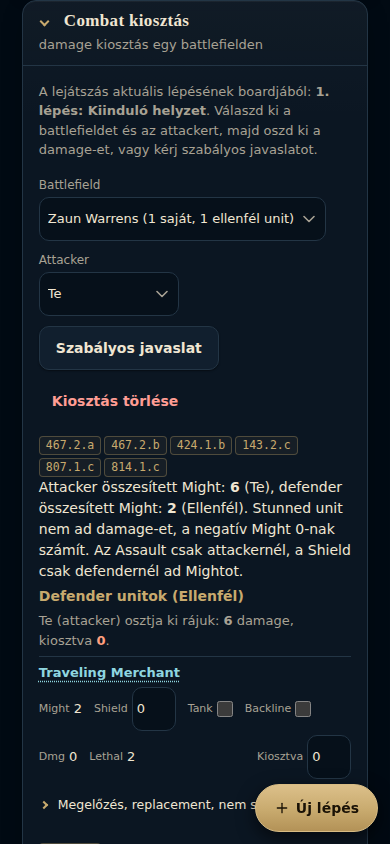 Combat kiosztás
damage kiosztás egy battlefielden
A lejátszás aktuális lépésének boardjából: 1.
lépés: Kiinduló helyzet. Válaszd ki a
battlefieldet és az attackert, majd oszd ki a
damage-et, vagy kérj szabályos javaslatot.
Battlefield
Zaun Warrens (1 saját, 1 ellenfél unit)
Attacker
Te
Szabályos javaslat
Kiosztás törlése
467.2.a 467.2.b 424.1.b 143.2.c
807.1.c 814.1.c
Attacker összesített Might: 6 (Te), defender
összesített Might: 2 (Ellenfél). Stunned unit
nem ad damage-et, a negatív Might 0-nak
számít. Az Assault csak attackernél, a Shield
csak defendernél ad Mightot.
Defender unitok (Ellenfél)
Te (attacker) osztja ki rájuk: 6 damage,
kiosztva 0.
Traveling Merchant
Might 2 Shield 0 Tank Backline
Dmg 0 Lethal 2 Kiosztva 0
Megelőzés, replacement, nem
+ Új lépés